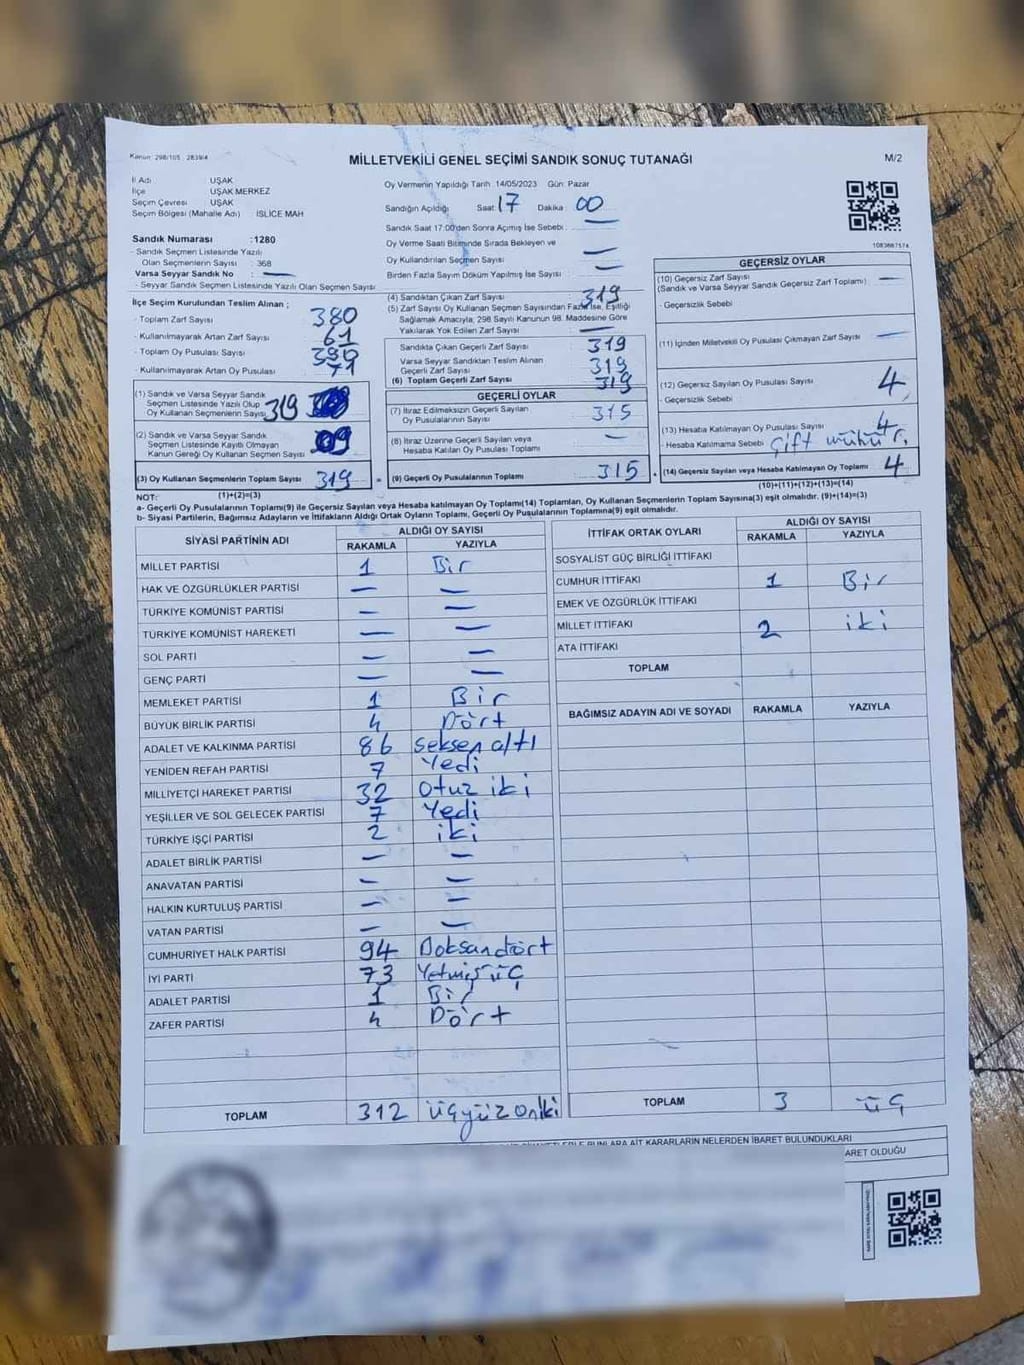 Kanun: 298/105 2839/4
MİLLETVEKİLİ GENEL SEÇİMİ SANDIK SONUÇ TUTANAĞI
M/2
İl Adı : UŞAK
İlçe : UŞAK MERKEZ
Seçim Çevresi : UŞAK
Seçim Bölgesi (Mahalle Adı) İSLİCE MAH
Oy Vermenin Yapıldığı Tarih :14/05/2023 Gün: Pazar
Sandığın Açıldığı Saat: 17 Dakika : 00
Sandık Saat 17:00'den Sonra Açımış İse Sebebi : —
Oy Verme Saati Bitiminde Sırada Bekleyen ve
Oy Kullandırılan Seçmen Sayısı —
Birden Fazla Sayım Döküm Yapılmış İse Sayısı : —
1083687574
Sandık Numarası :1280
- Sandık Seçmen Listesinde Yazılı
Olan Seçmenlerin Sayısı : 368
Varsa Seyyar Sandık No : —
- Seyyar Sandık Seçmen Listesinde Yazılı Olan Seçmen Sayısı:
İlçe Seçim Kurulundan Teslim Alınan ;
- Toplam Zarf Sayısı 380
- Kullanılmayarak Artan Zarf Sayısı 61
- Toplam Oy Pusulası Sayısı
- Kullanılmayarak Artan Oy Pusulası 71
(1) Sandık ve Varsa Seyyar Sandık
Seçmen Listesinde Yazılı Olup
Oy Kullanan Seçmenlerin Sayısı 319
(2) Sandık ve Varsa Seyyar Sandık
Seçmen Listesinde Kayıtlı Olmayan
Kanun Gereği Oy Kullanan Seçmen Sayısı
(3) Oy Kullanan Seçmenlerin Toplam Sayısı 319 =
(1)+(2)=(3)
(4) Sandıktan Çıkan Zarf Sayısı : 319
(5) Zarf Sayısı Oy Kullanan Seçmen Sayısından Fazla İse, Eşitliği
Sağlamak Amacıyla; 298 Sayılı Kanunun 98. Maddesine Göre
Yakılarak Yok Edilen Zarf Sayısı : —
Sandıkta Çıkan Geçerli Zarf Sayısı : 319
Varsa Seyyar Sandıktan Teslim Alınan
Geçerli Zarf Sayısı : 319
(6) Toplam Geçerli Zarf Sayısı : 319
GEÇERLİ OYLAR
(7) İtiraz Edilmeksizin Geçerli Sayılan
Oy Pusulalarının Sayısı : 315
(8) İtiraz Üzerine Geçerli Sayılan veya
Hesaba Katılan Oy Pusulası Toplamı —
(9) Geçerli Oy Pusulalarının Toplamı : 315
GEÇERSİZ OYLAR
(10) Geçersiz Zarf Sayısı : —
(Sandık ve Varsa Seyyar Sandık Geçersiz Zarf Toplamı)
- Geçersizlik Sebebi
(11) İçinden Milletvekili Oy Pusulası Çıkmayan Zarf Sayısı —
(12) Geçersiz Sayılan Oy Pusulası Sayısı 4
- Geçersizlik Sebebi
(13) Hesaba Katılmayan Oy Pusulası Sayısı : 4
- Hesaba Katılmama Sebebi Çift mühür.
(14) Geçersiz Sayılan veya Hesaba Katılmayan Oy Toplamı 4
(10)+(11)+(12)+(13)=(14)
NOT:
a- Geçerli Oy Pusulalarının Toplamı(9) ile Geçersiz Sayılan veya Hesaba katılmayan Oy Toplamı(14) Toplamları, Oy Kullanan Seçmenlerin Toplam Sayısına(3) eşit olmalıdır. (9)+(14)=(3)
b- Siyasi Partilerin, Bağımsız Adayların ve İttifakların Aldığı Ortak Oyların Toplamı, Geçerli Oy Pusulalarının Toplamına(9) eşit olmalıdır.
SİYASİ PARTİNİN ADI ALDIĞI OY SAYISI
RAKAMLA YAZIYLA
MİLLET PARTİSİ 1 Bir
HAK VE ÖZGÜRLÜKLER PARTİSİ — —
TÜRKİYE KOMÜNİST PARTİSİ — —
TÜRKİYE KOMÜNİST HAREKETİ — —
SOL PARTİ — —
GENÇ PARTİ — —
MEMLEKET PARTİSİ 1 Bir
BÜYÜK BİRLİK PARTİSİ 4 Dört
ADALET VE KALKINMA PARTİSİ 86 Seksen altı
YENİDEN REFAH PARTİSİ 7 Yedi
MİLLİYETÇİ HAREKET PARTİSİ 32 Otuz iki
YEŞİLLER VE SOL GELECEK PARTİSİ 7 Yedi
TÜRKİYE İŞÇİ PARTİSİ 2 iki
ADALET BİRLİK PARTİSİ — —
ANAVATAN PARTİSİ — —
HALKIN KURTULUŞ PARTİSİ — —
VATAN PARTİSİ — —
CUMHURİYET HALK PARTİSİ 94 Doksandört
İYİ PARTİ 73 Yetmiş üç
ADALET PARTİSİ 1 Bir
ZAFER PARTİSİ 4 Dört
TOPLAM 312 üçyüz oniki
İTTİFAK ORTAK OYLARI ALDIĞI OY SAYISI
RAKAMLA YAZIYLA
SOSYALİST GÜÇ BİRLİĞİ İTTİFAKI
CUMHUR İTTİFAKI 1 Bir
EMEK VE ÖZGÜRLÜK İTTİFAKI
MİLLET İTTİFAKI 2 iki
ATA İTTİFAKI
TOPLAM
BAĞIMSIZ ADAYIN ADI VE SOYADI RAKAMLA YAZIYLA
TOPLAM 3 üç
BUNLARA AİT KARARLARIN NELERDEN İBARET BULUNDUKLARI
OLDUĞU